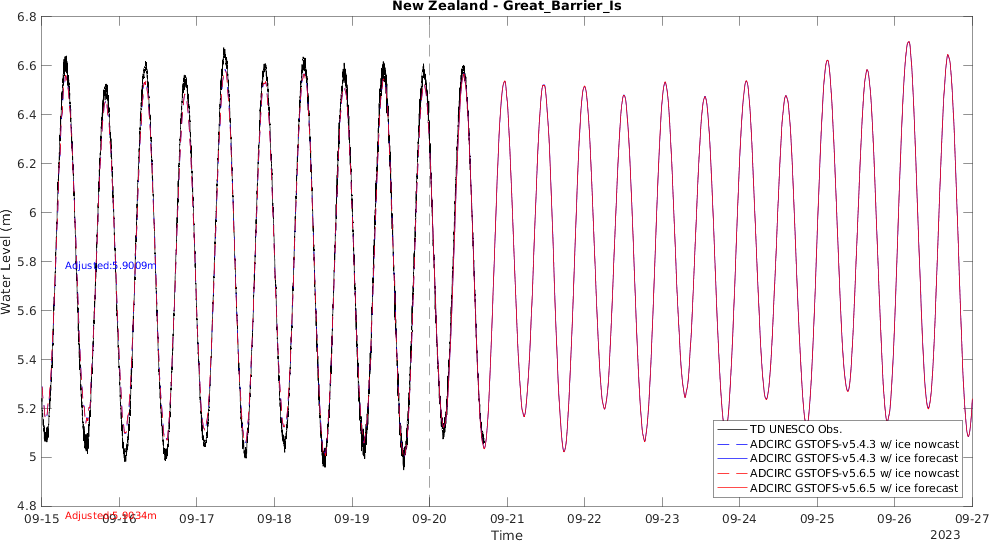 New Zealand - Great_Barrier_Is
6.8
6.6
6.4
6.2
6
5.8
5.6
5.4
5.2
5
4.8
Water Level (m)
Adjusted:5.9009m
Adjusted:5.9034m
TD UNESCO Obs.
ADCIRC GSTOFS-v5.4.3 w/ ice nowcast
ADCIRC GSTOFS-v5.4.3 w/ ice forecast
ADCIRC GSTOFS-v5.6.5 w/ ice nowcast
ADCIRC GSTOFS-v5.6.5 w/ ice forecast
09-15 09-16 09-17 09-18 09-19 09-20 09-21 09-22 09-23 09-24 09-25 09-26 09-27
Time
2023